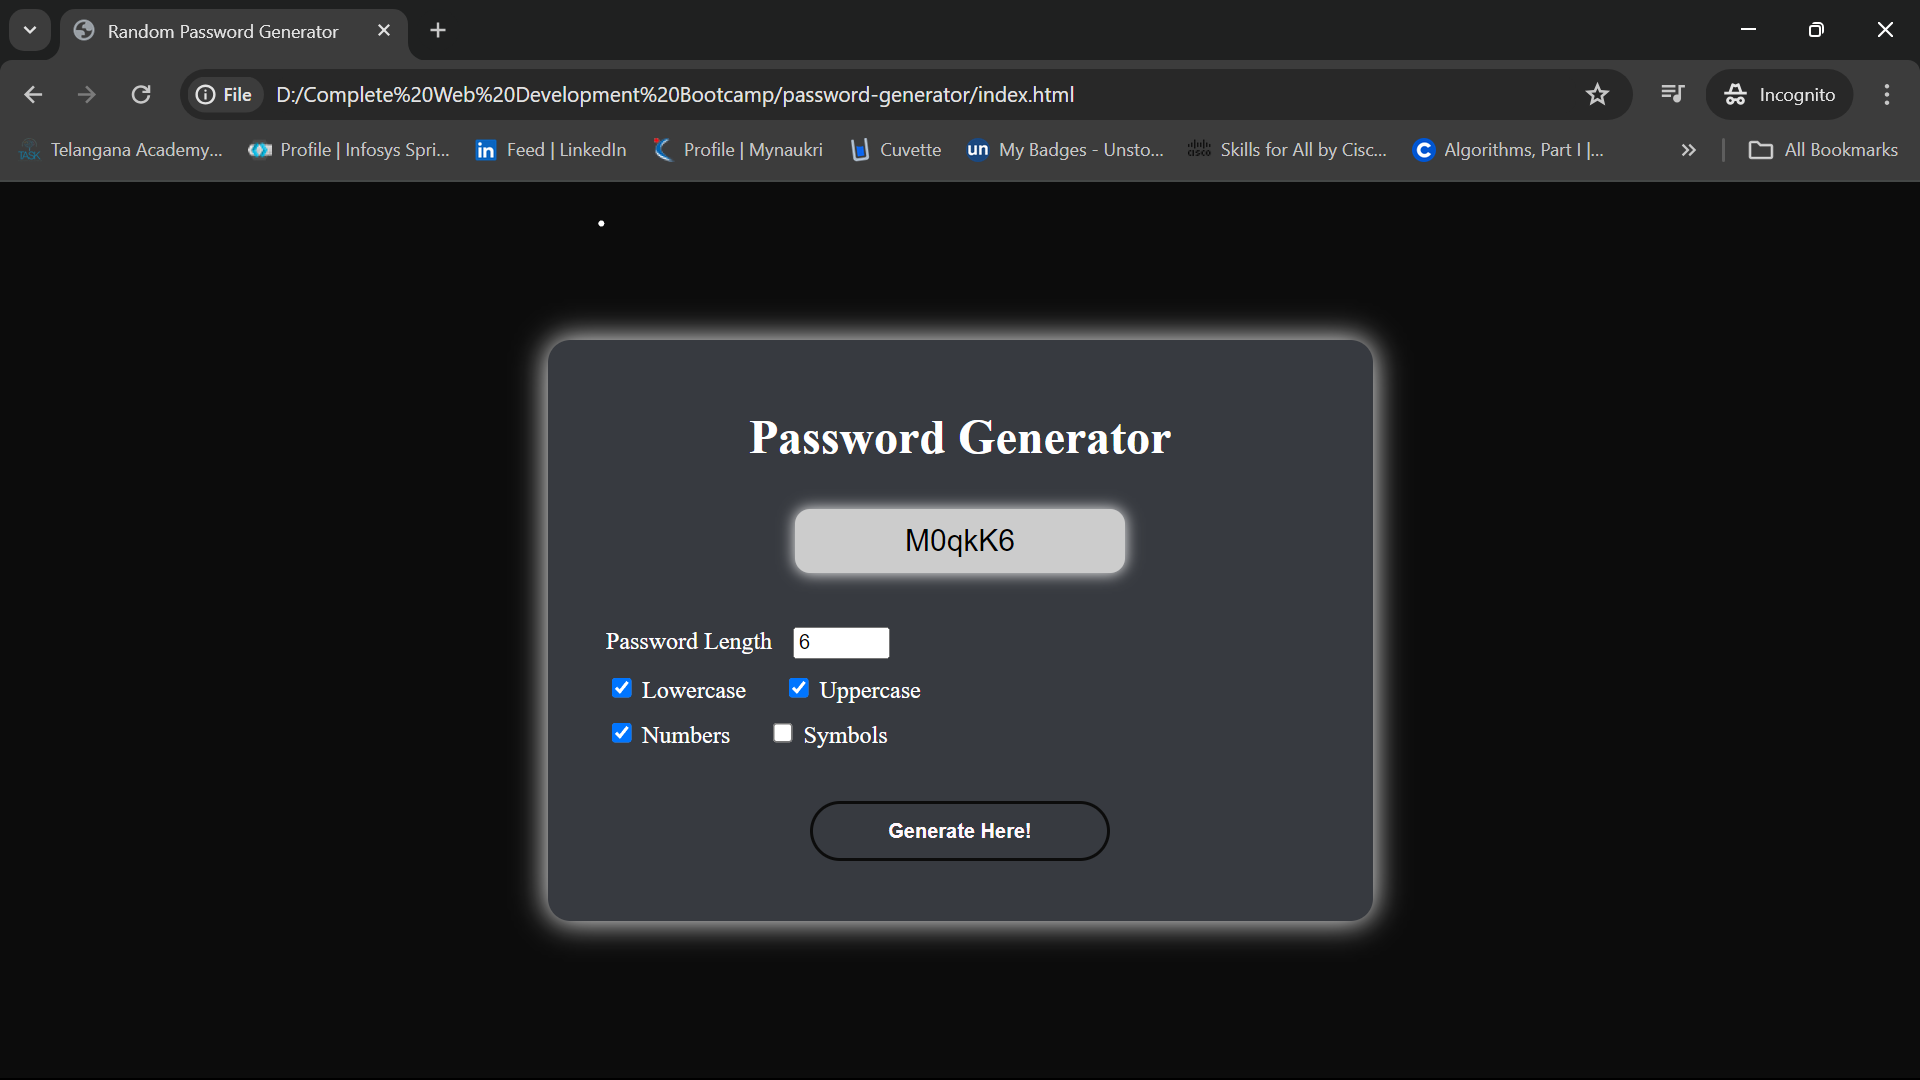 Random Password Generator
File D:/Complete%20Web%20Development%20Bootcamp/password-generator/index.html Incognito
TASK Telangana Academy... Profile | Infosys Spri... in Feed | LinkedIn Profile | Mynaukri Cuvette un My Badges - Unsto... cisco Skills for All by Cisc... C Algorithms, Part I |... » All Bookmarks
Password Generator
M0qkK6
Password Length 6
Lowercase Uppercase
Numbers Symbols
Generate Here!